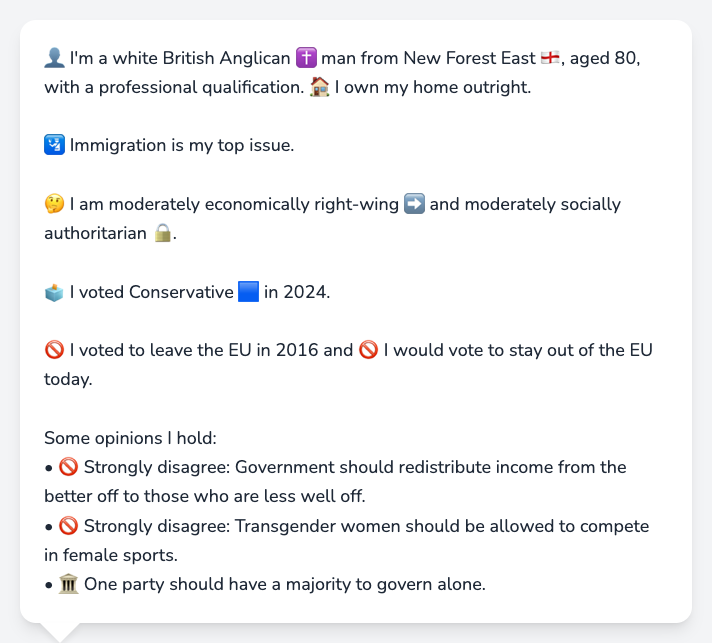 👤 I'm a white British Anglican ✝️ man from New Forest East 🏴󠁧󠁢󠁥󠁮󠁧󠁿, aged 80,
with a professional qualification. 🏠 I own my home outright.
🛂 Immigration is my top issue.
🤔 I am moderately economically right-wing ➡️ and moderately socially
authoritarian 🔒.
🗳️ I voted Conservative 🟦 in 2024.
🚫 I voted to leave the EU in 2016 and 🚫 I would vote to stay out of the EU
today.
Some opinions I hold:
• 🚫 Strongly disagree: Government should redistribute income from the
better off to those who are less well off.
• 🚫 Strongly disagree: Transgender women should be allowed to compete
in female sports.
• 🏛️ One party should have a majority to govern alone.